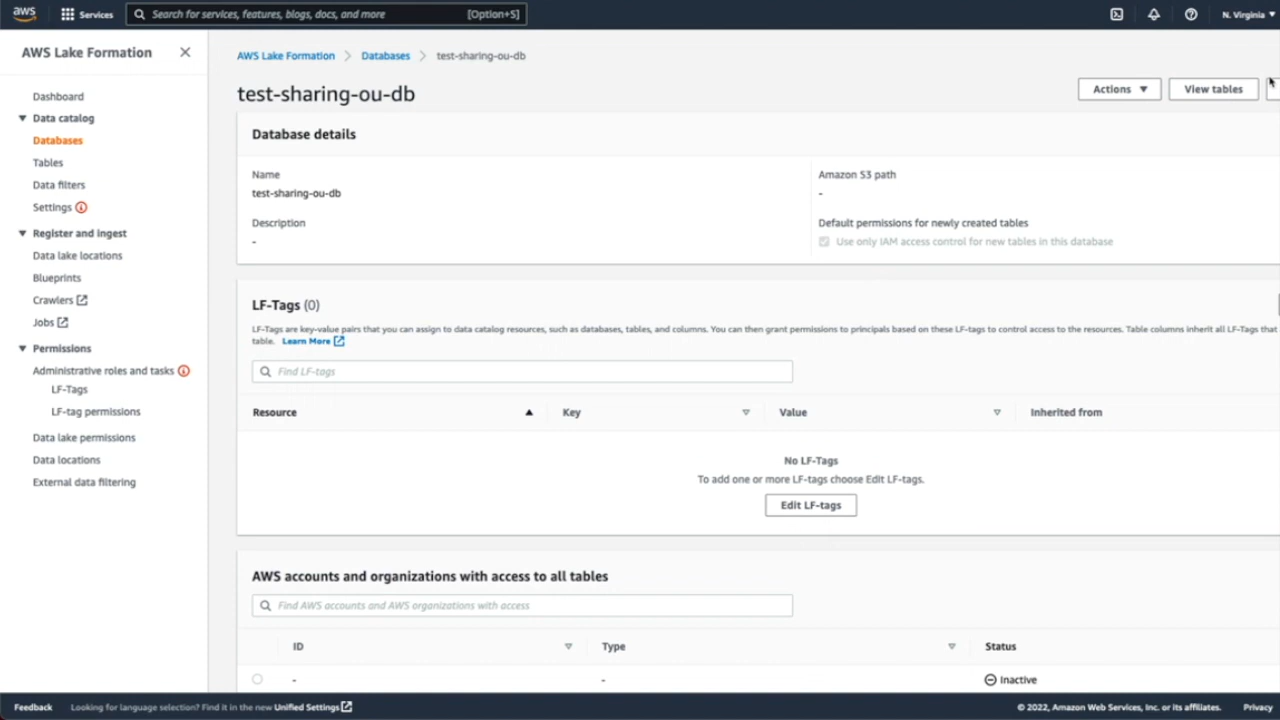 aws
Services
Search for services, features, blogs, docs, and more
[Option+S]
N. Virginia
AWS Lake Formation
Dashboard
Data catalog
Databases
Tables
Data filters
Settings
Register and ingest
Data lake locations
Blueprints
Crawlers
Jobs
Permissions
Administrative roles and tasks
LF-Tags
LF-tag permissions
Data lake permissions
Data locations
External data filtering
AWS Lake Formation > Databases > test-sharing-ou-db
test-sharing-ou-db
Actions
View tables
Database details
Name
test-sharing-ou-db
Description
-
Amazon S3 path
-
Default permissions for newly created tables
Use only IAM access control for new tables in this database
LF-Tags (0)
LF-Tags are key-value pairs that you can assign to data catalog resources, such as databases, tables, and columns. You can then grant permissions to principals based on these LF-tags to control access to the resources. Table columns inherit all LF-Tags that
table. Learn More
Find LF-tags
Resource Key Value Inherited from
No LF-Tags
To add one or more LF-tags choose Edit LF-tags.
Edit LF-tags
AWS accounts and organizations with access to all tables
Find AWS accounts and AWS organizations with access
ID Type Status
- - Inactive
Feedback Looking for language selection? Find it in the new Unified Settings © 2022, Amazon Web Services, Inc. or its affiliates. Privacy